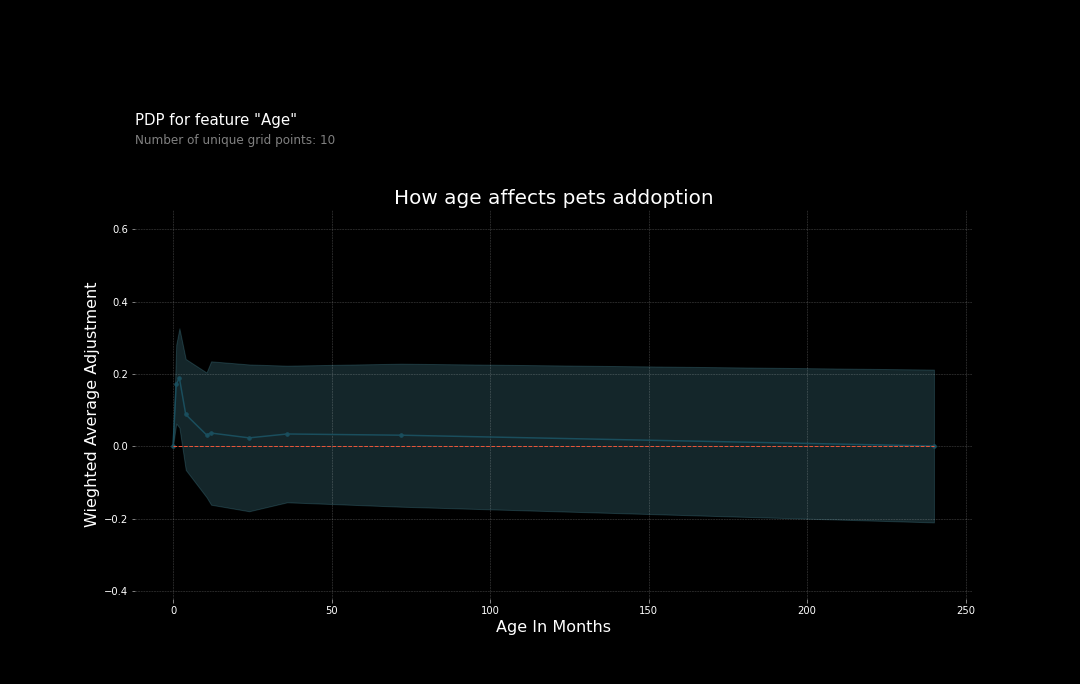 PDP for feature "Age"
Number of unique grid points: 10
How age affects pets addoption
Wieghted Average Adjustment
0.6
0.4
0.2
0.0
−0.2
−0.4
0 50 100 150 200 250
Age In Months